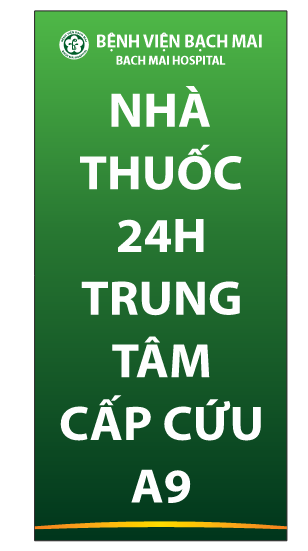 BỆNH VIỆN BẠCH MAI
BACH MAI HOSPITAL
NHÀ
THUỐC
24H
TRUNG
TÂM
CẤP CỨU
A9